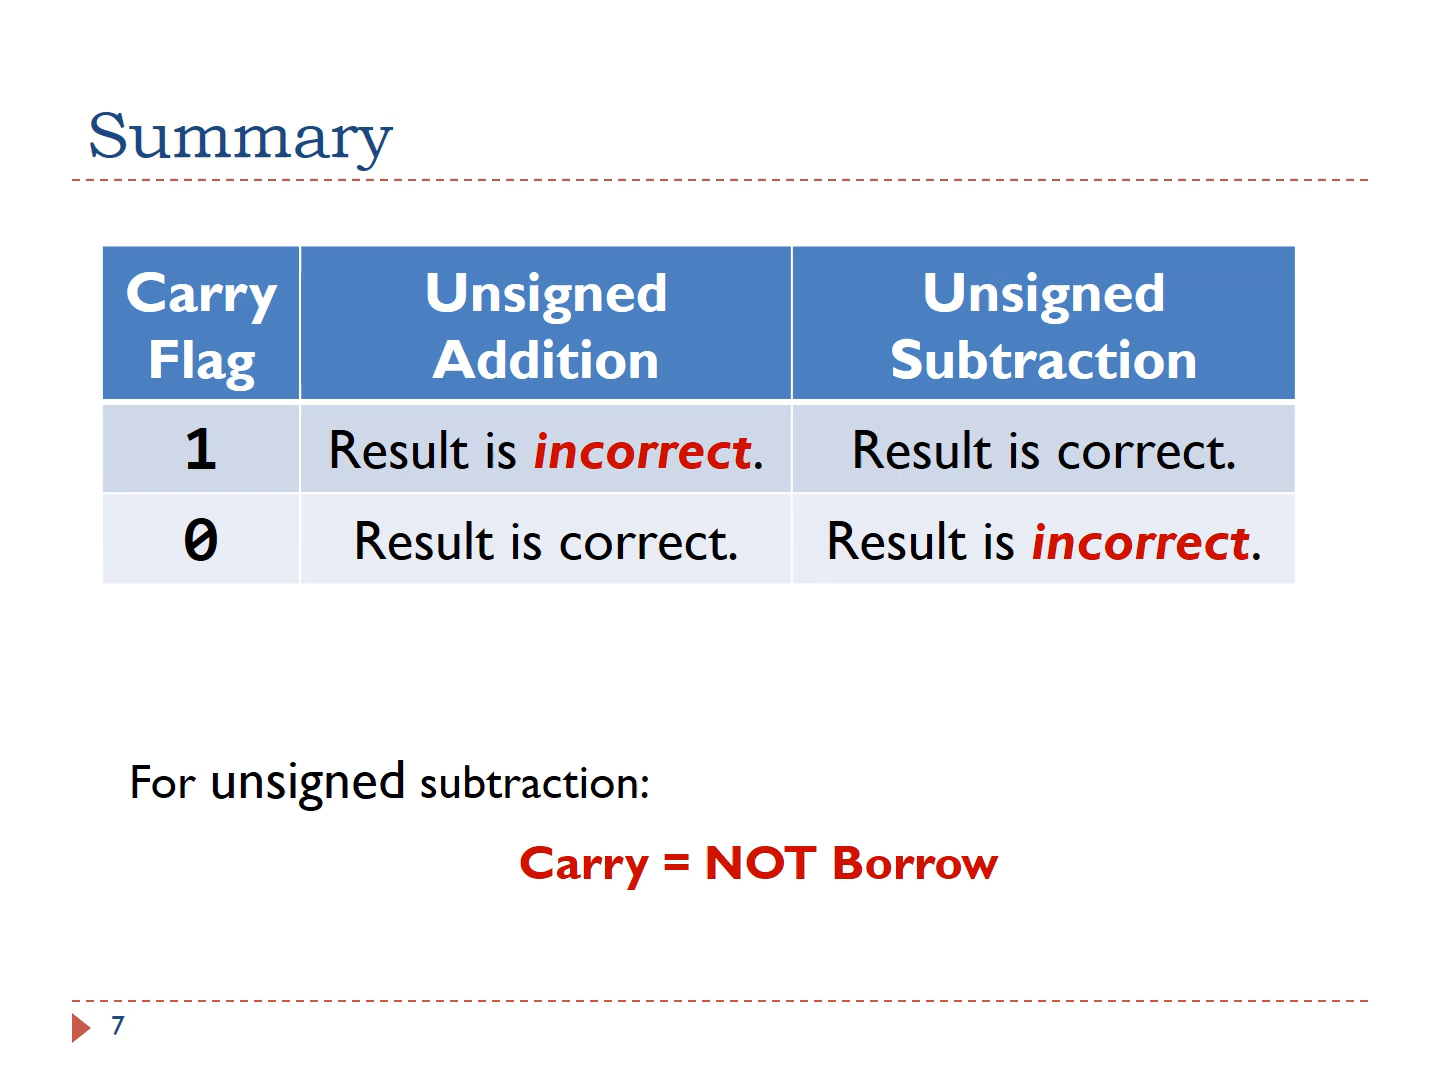 Summary
Carry Flag
Unsigned Addition
Unsigned Subtraction
1
Result is incorrect.
Result is correct.
0
Result is correct.
Result is incorrect.
For unsigned subtraction:
Carry = NOT Borrow
7